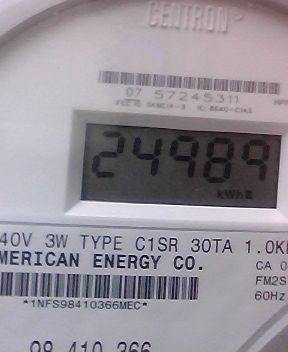 CENTRON®
07 57245311
24989
kWh
40V 3W TYPE C1SR 30TA 1.0K
MERICAN ENERGY CO.
CA 0
FM2S
60Hz
*1NFS98410366MEC*
98 410 366